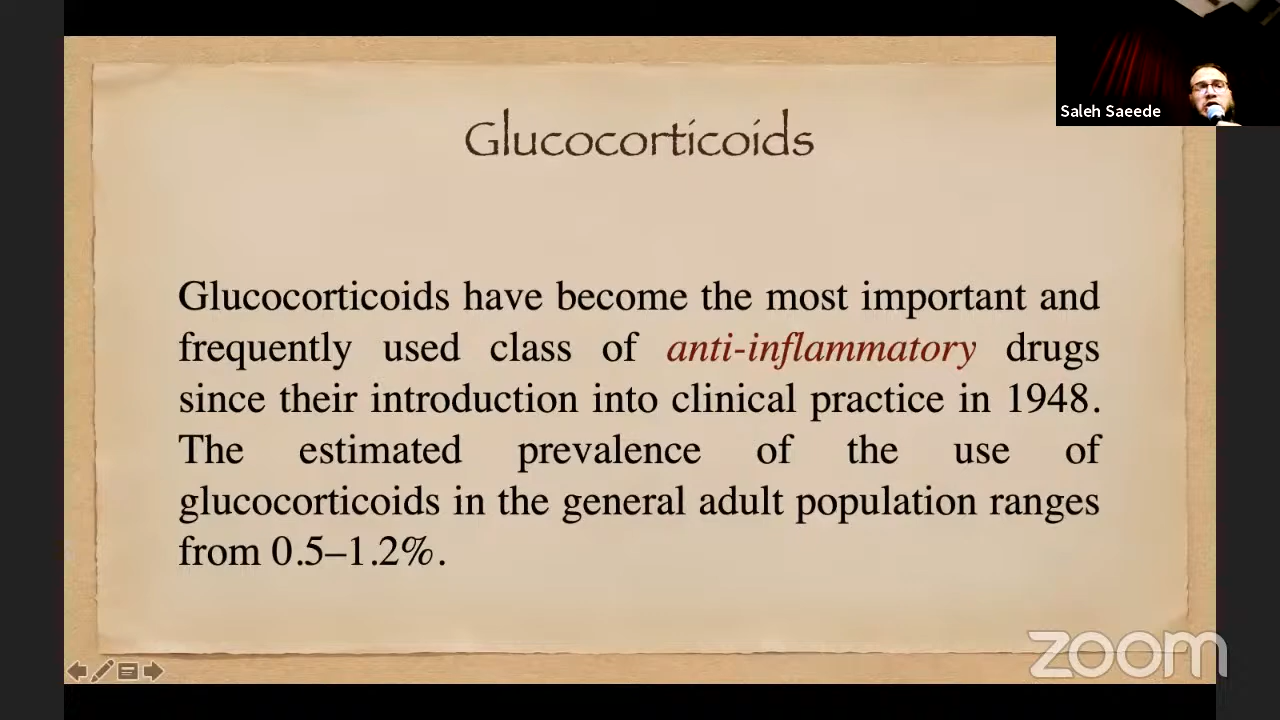 Saleh Saeede
Glucocorticoids
Glucocorticoids have become the most important and
frequently used class of anti-inflammatory drugs
since their introduction into clinical practice in 1948.
The estimated prevalence of the use of
glucocorticoids in the general adult population ranges
from 0.5–1.2%.
zoom